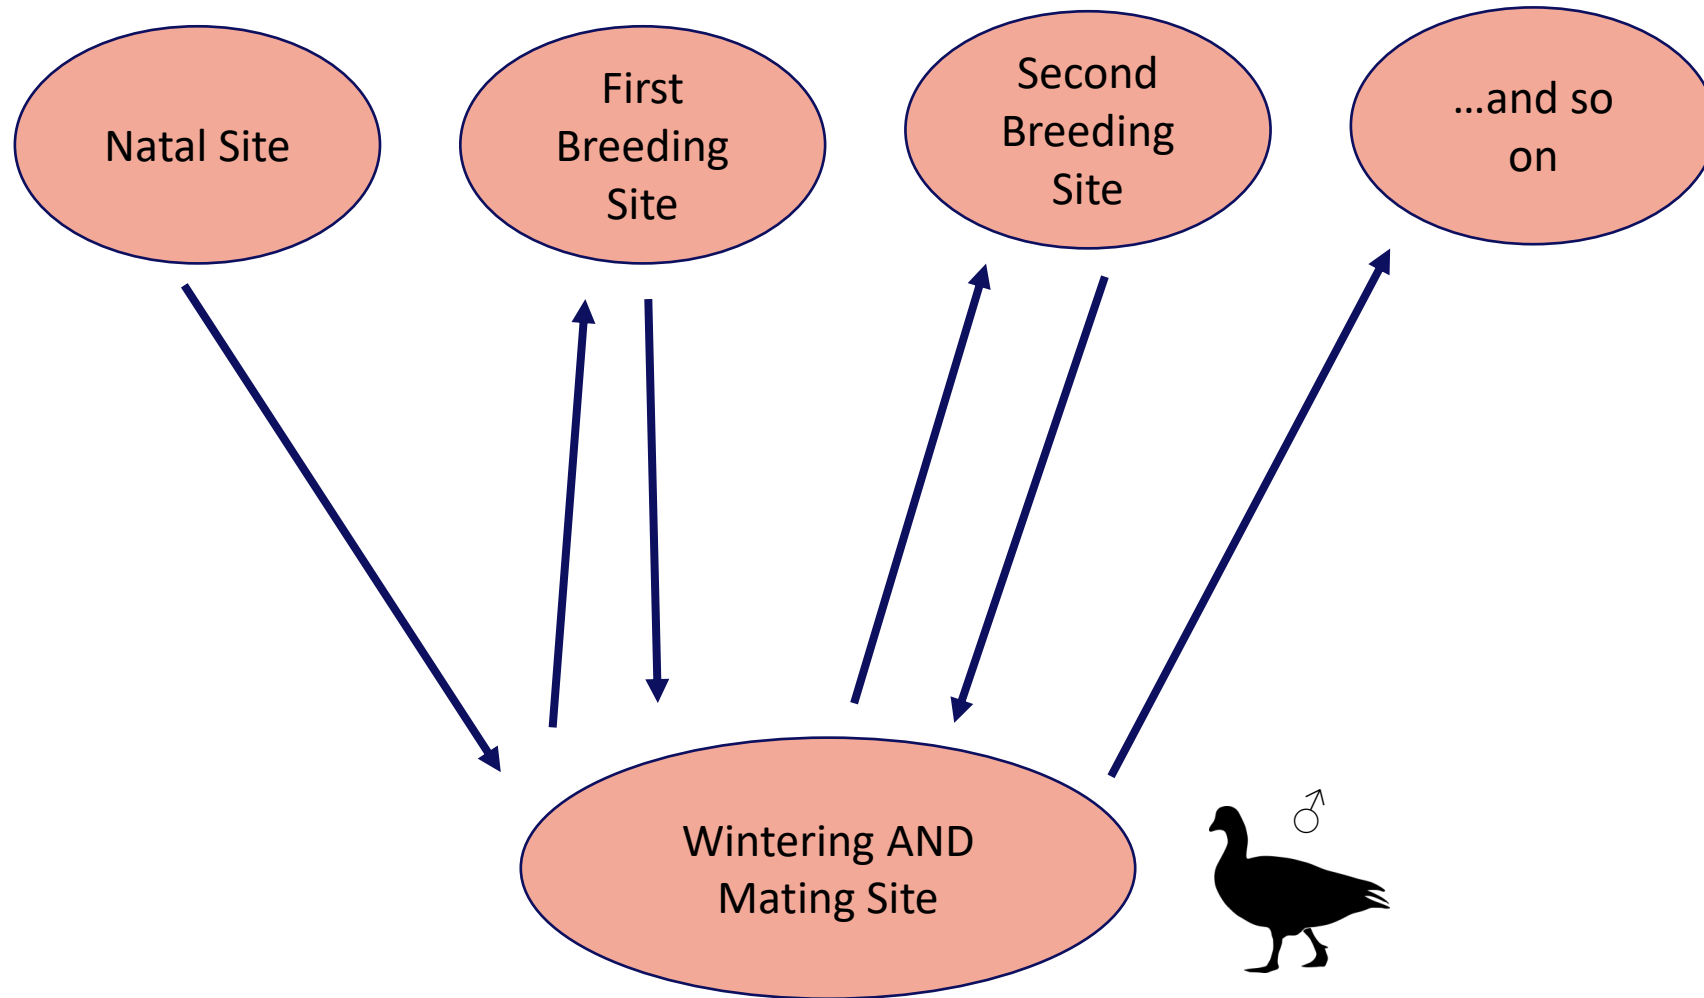 Natal Site
First
Breeding
Site
Second
Breeding
Site
...and so
on
Wintering AND
Mating Site
♂